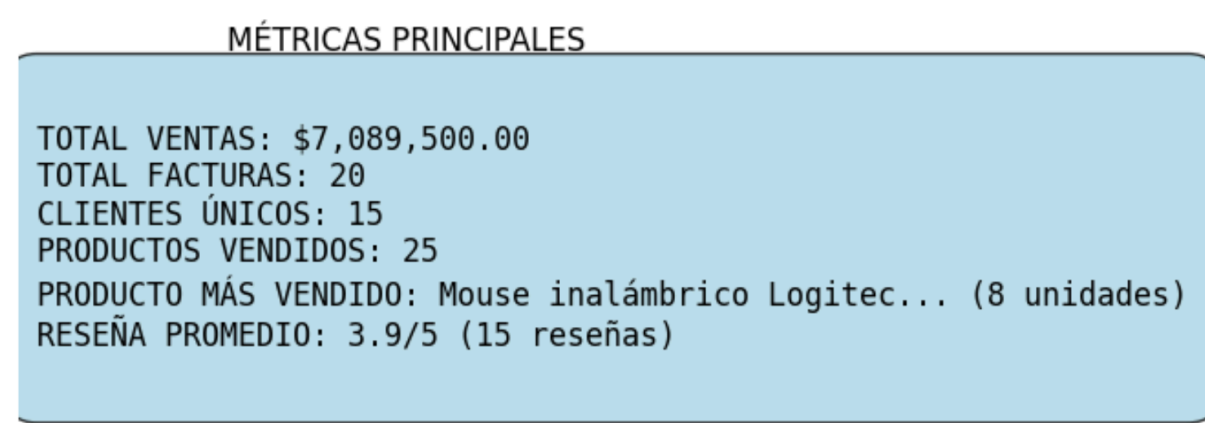 MÉTRICAS PRINCIPALES
TOTAL VENTAS: $7,089,500.00
TOTAL FACTURAS: 20
CLIENTES ÚNICOS: 15
PRODUCTOS VENDIDOS: 25
PRODUCTO MÁS VENDIDO: Mouse inalámbrico Logitec... (8 unidades)
RESEÑA PROMEDIO: 3.9/5 (15 reseñas)